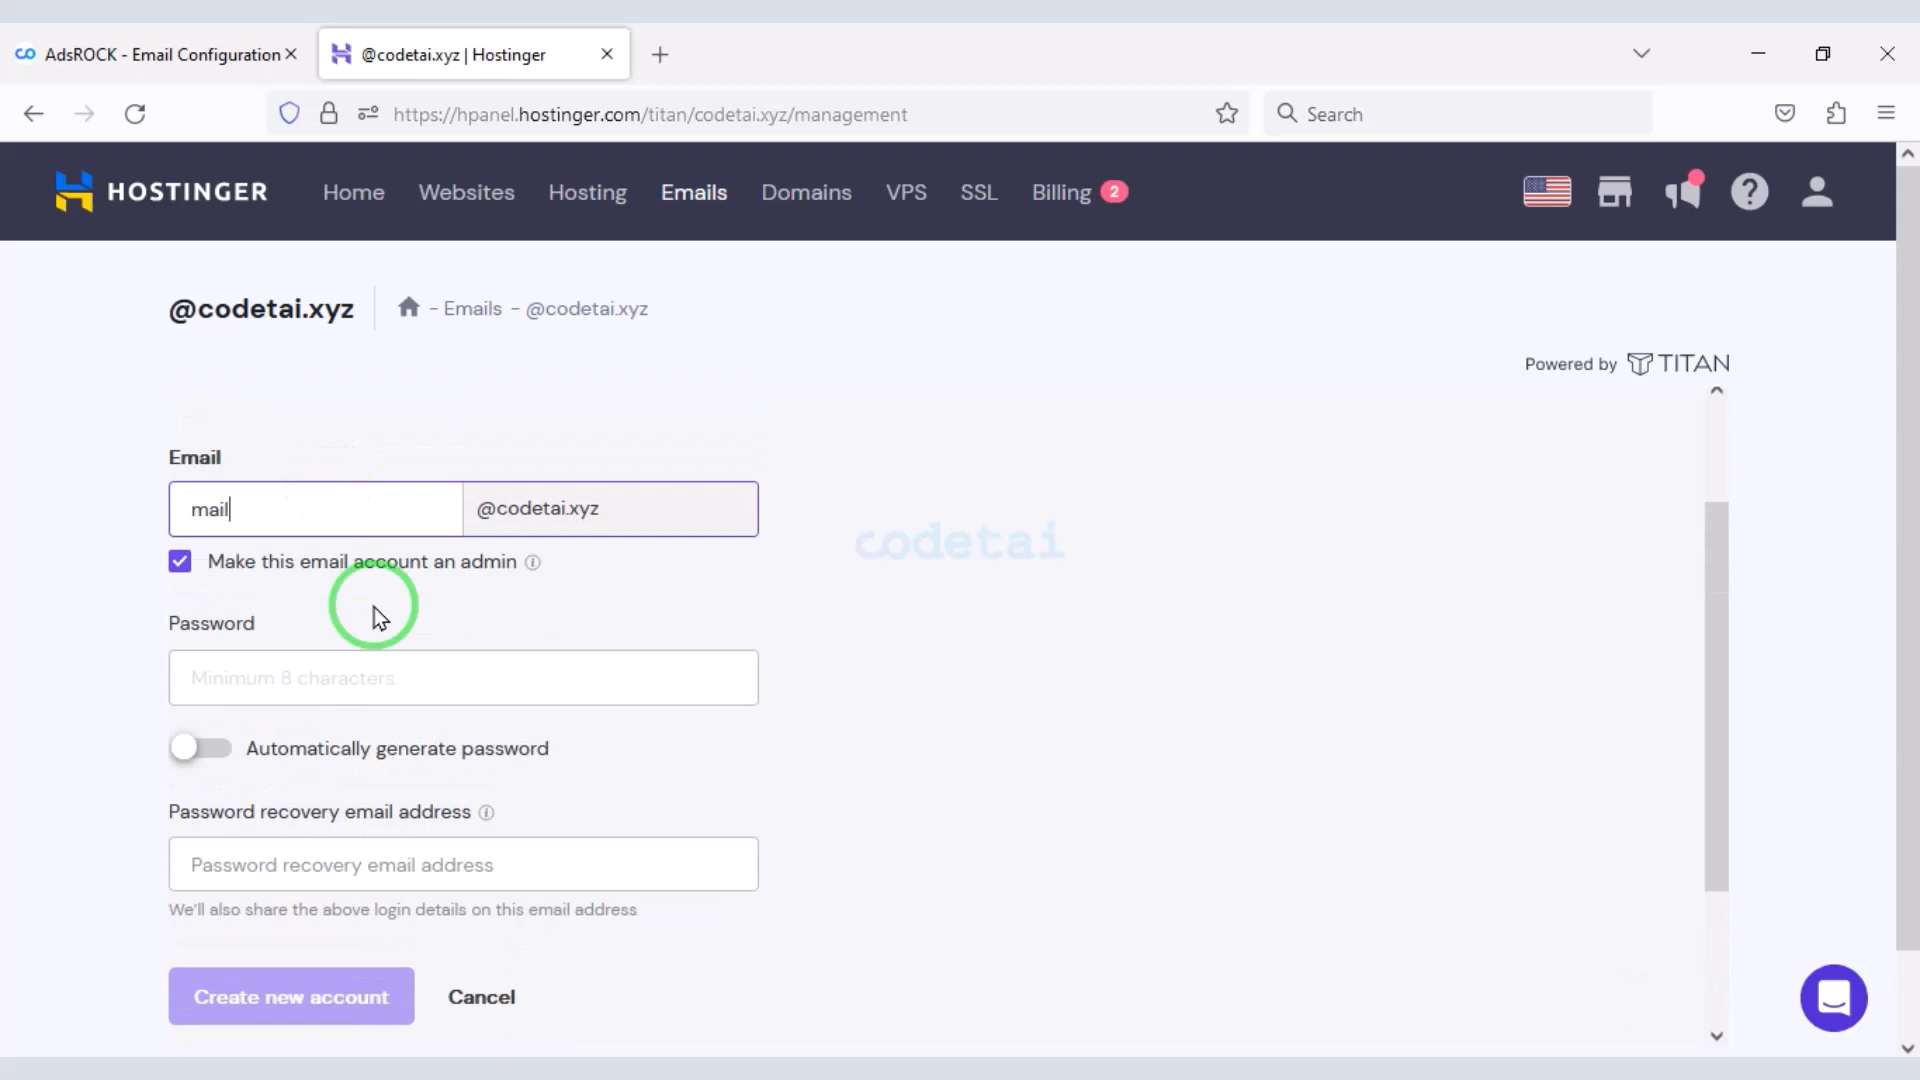 AdsROCK - Email Configuration
@codetai.xyz | Hostinger
https://hpanel.hostinger.com/titan/codetai.xyz/management
Search
HOSTINGER
Home
Websites
Hosting
Emails
Domains
VPS
SSL
Billing 2
@codetai.xyz
- Emails - @codetai.xyz
Powered by TITAN
Email
mail
@codetai.xyz
Make this email account an admin
codetai
Password
Minimum 8 characters.
Automatically generate password
Password recovery email address
Password recovery email address
We'll also share the above login details on this email address
Create new account
Cancel